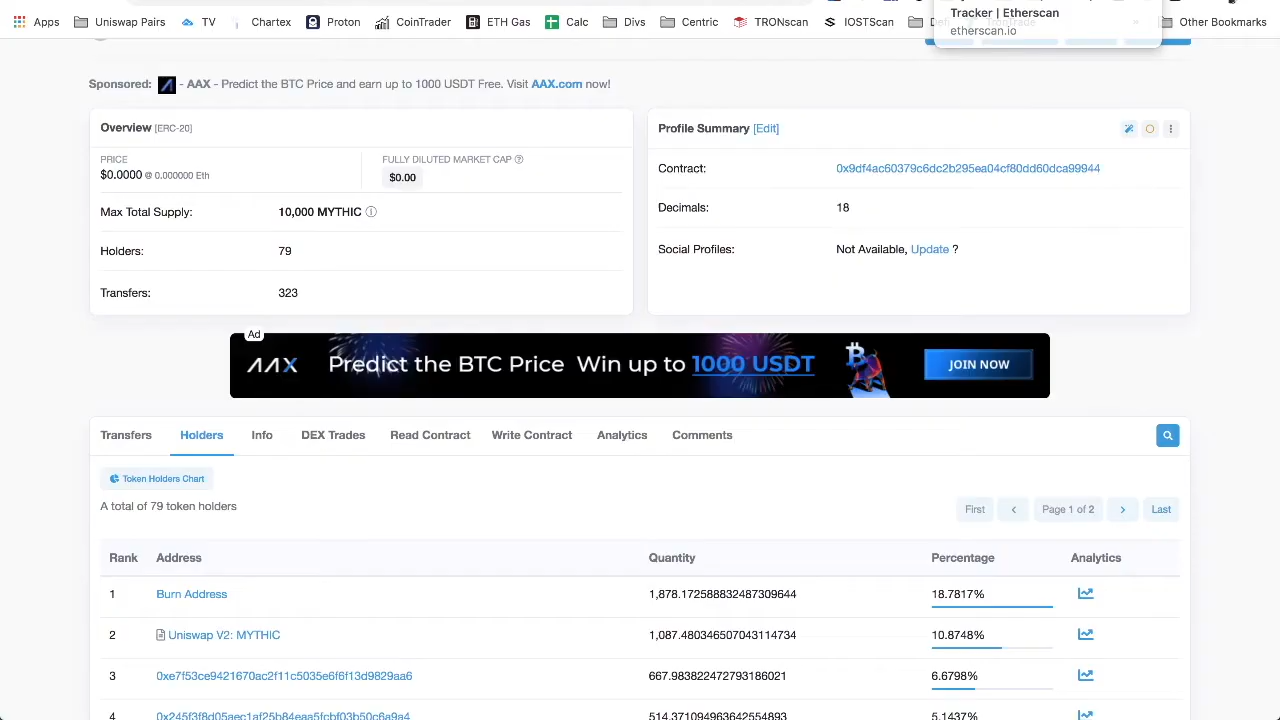 Apps Uniswap Pairs TV Chartex Proton CoinTrader ETH Gas Calc Divs Centric TRONscan IOSTScan Defi Other Bookmarks
Tracker | Etherscan
etherscan.io
Sponsored: - AAX - Predict the BTC Price and earn up to 1000 USDT Free. Visit AAX.com now!
Overview [ERC-20]
PRICE
$0.0000 @ 0.000000 Eth
FULLY DILUTED MARKET CAP
$0.00
Max Total Supply: 10,000 MYTHIC
Holders: 79
Transfers: 323
Profile Summary [Edit]
Contract: 0x9df4ac60379c6dc2b295ea04cf80dd60dca99944
Decimals: 18
Social Profiles: Not Available, Update ?
Ad
AAX Predict the BTC Price Win up to 1000 USDT JOIN NOW
Transfers Holders Info DEX Trades Read Contract Write Contract Analytics Comments
Token Holders Chart
A total of 79 token holders
First < Page 1 of 2 > Last
Rank Address Quantity Percentage Analytics
1 Burn Address 1,878.172588832487309644 18.7817%
2 Uniswap V2: MYTHIC 1,087.480346507043114734 10.8748%
3 0xe7f53ce9421670ac2f11c5035e6f6f13d9829aa6 667.983822472793186021 6.6798%
4 0x245f3f8d05aec1af25b84eaa5fcbf03b50c6a9a4 514.371094963642554893 5.1437%